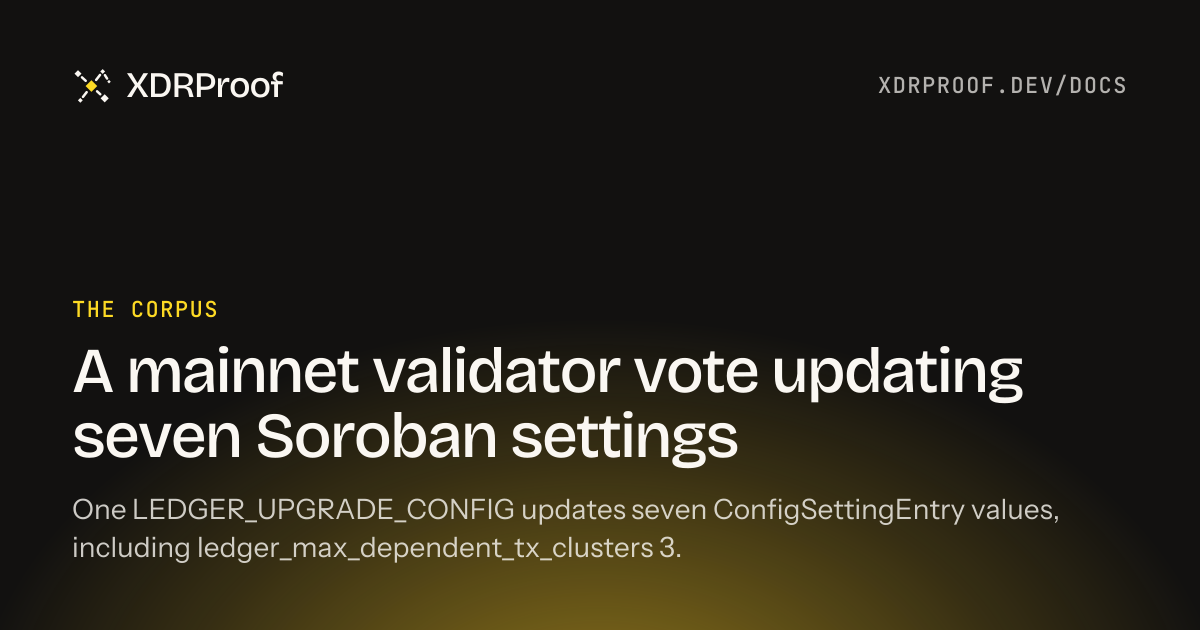 XDRProof
XDRPROOF.DEV/DOCS
THE CORPUS
A mainnet validator vote updating
seven Soroban settings
One LEDGER_UPGRADE_CONFIG updates seven ConfigSettingEntry values,
including ledger_max_dependent_tx_clusters 3.